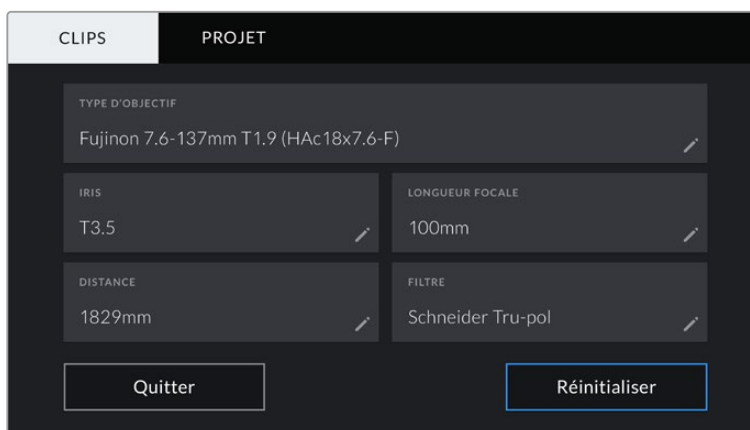 CLIPS PROJET
TYPE D'OBJECTIF
Fujinon 7.6-137mm T1.9 (HAc18x7.6-F)
IRIS
T3.5
LONGUEUR FOCALE
100mm
DISTANCE
1829mm
FILTRE
Schneider Tru-pol
Quitter Réinitialiser